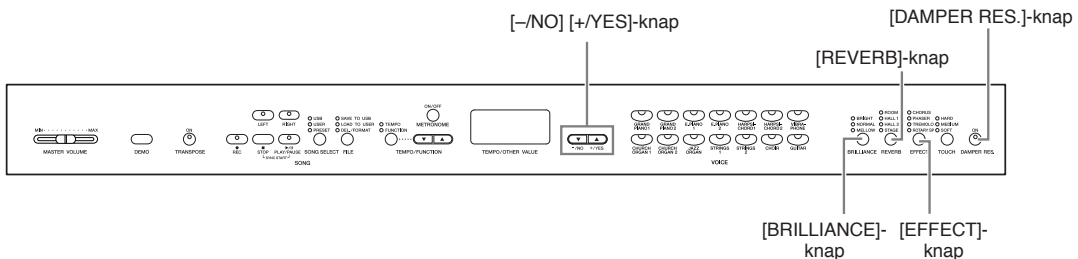 [–/NO] [+/YES]-knap
[DAMPER RES.]-knap
[REVERB]-knap
MIN
MAX
MASTER VOLUME
DEMO
ON
TRANSPOSE
LEFT
RIGHT
REC
STOP
PLAY/PAUSE
SYNC.START
SONG
USB
USER
PRESET
SONG SELECT
SAVE TO USB
LOAD TO USER
DEL./FORMAT
FILE
TEMPO
FUNCTION
ON/OFF
METRONOME
TEMPO/FUNCTION
TEMPO/OTHER VALUE
-/NO +/YES
GRAND PIANO 1
GRAND PIANO 2
E.PIANO 1
E.PIANO 2
HARPSI-CHORD 1
HARPSI-CHORD 2
VIBRA-PHONE
CHURCH ORGAN 1
CHURCH ORGAN 2
JAZZ ORGAN
STRINGS 1
STRINGS 2
CHOIR
GUITAR
VOICE
BRIGHT
NORMAL
MELLOW
BRILLIANCE
ROOM
HALL 1
HALL 2
STAGE
REVERB
CHORUS
PHASER
TREMOLO
ROTARY SP
EFFECT
HARD
MEDIUM
SOFT
TOUCH
ON
DAMPER RES.
[BRILLIANCE]-
knap
[EFFECT]-
knap